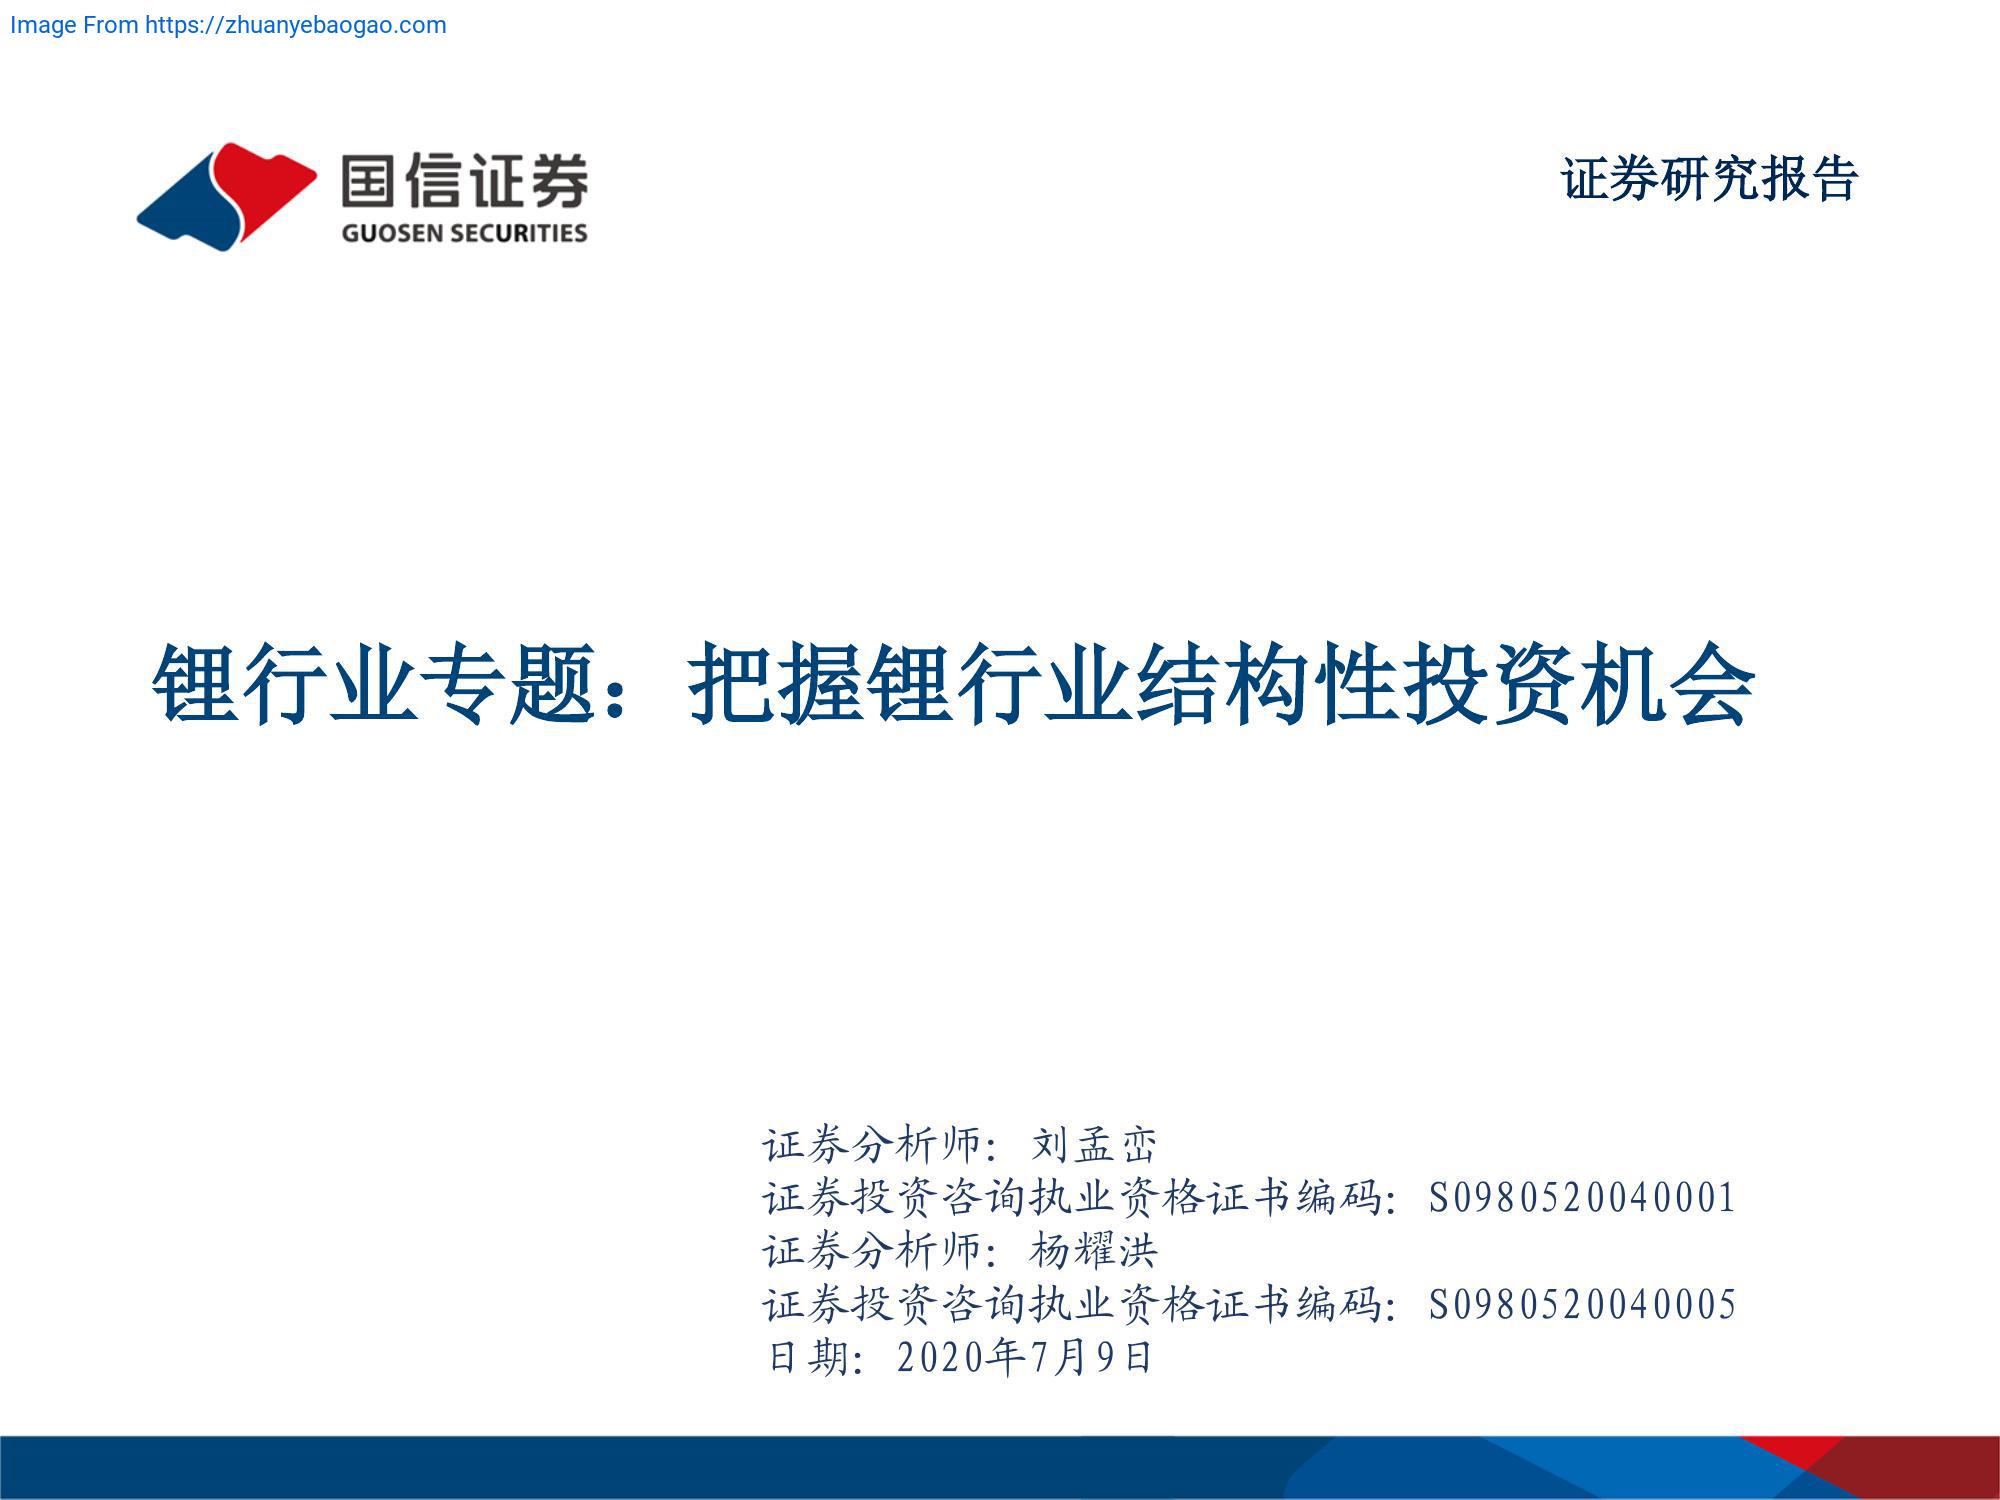 Image From https://zhuanyebaogao.com
国信证券
GUOSEN SECURITIES
证券研究报告
锂行业专题：把握锂行业结构性投资机会
证券分析师：刘孟峦
证券投资咨询执业资格证书编码：S0980520040001
证券分析师：杨耀洪
证券投资咨询执业资格证书编码：S0980520040005
日期：2020年7月9日